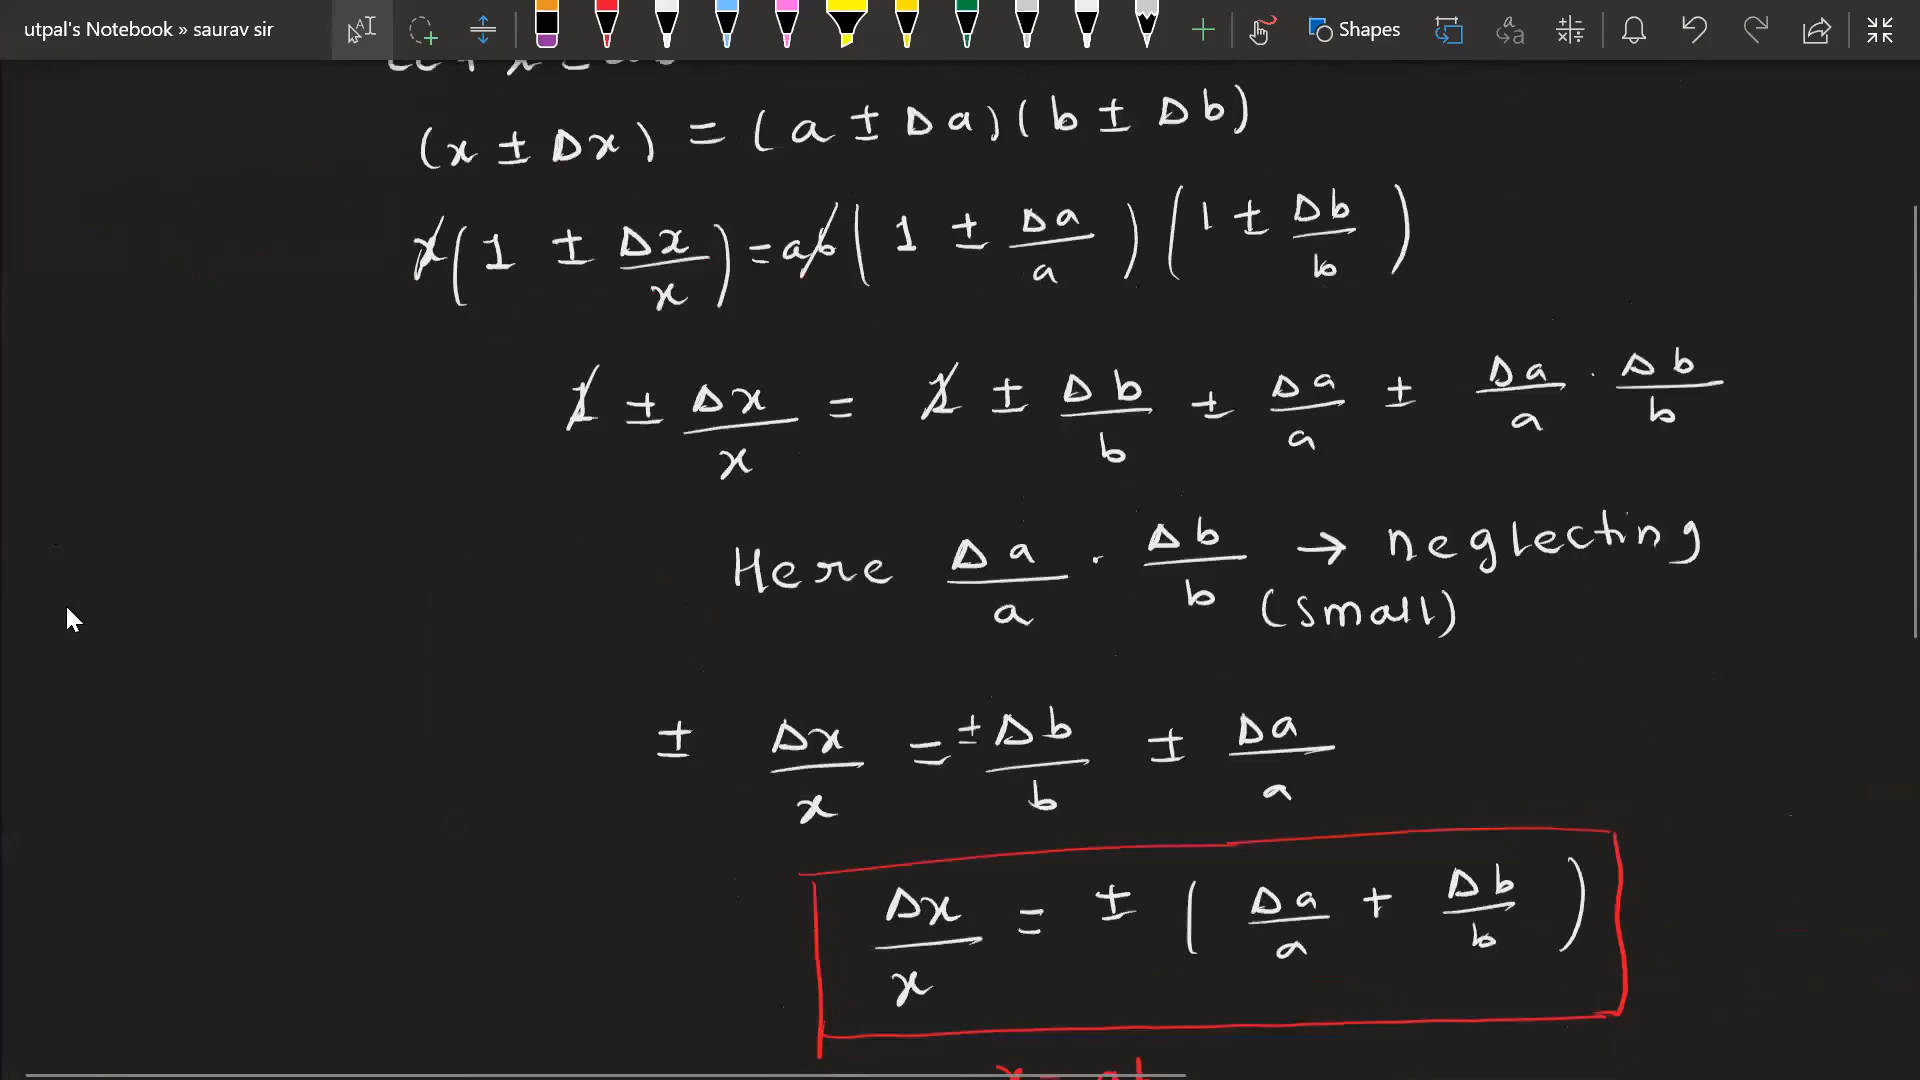 utpal's Notebook » saurav sir
Shapes
(x ± Δx) = (a ± Δa)(b ± Δb)
x(1 ± Δx/x) = ab(1 ± Δa/a)(1 ± Δb/b)
1 ± Δx/x = 1 ± Δb/b ± Δa/a ± Δa/a · Δb/b
Here Δa/a · Δb/b → neglecting
(small)
± Δx/x = ± Δb/b ± Δa/a
Δx/x = ± (Δa/a + Δb/b)